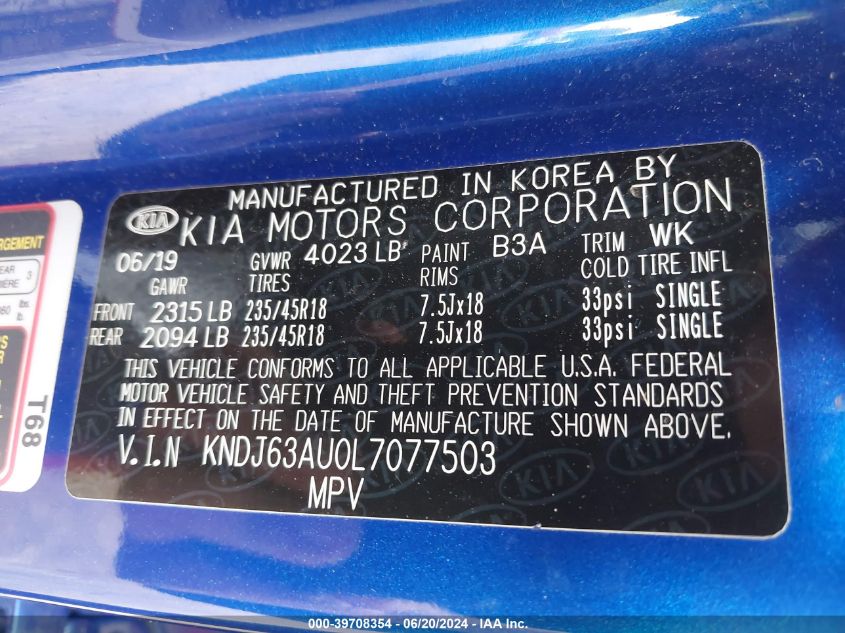 MANUFACTURED IN KOREA BY
KIA KIA MOTORS CORPORATION
06/19 GVWR 4023 LB PAINT B3A TRIM WK
GAWR TIRES RIMS COLD TIRE INFL
FRONT 2315 LB 235/45R18 7.5Jx18 33psi SINGLE
REAR 2094 LB 235/45R18 7.5Jx18 33psi SINGLE
THIS VEHICLE CONFORMS TO ALL APPLICABLE U.S.A. FEDERAL
MOTOR VEHICLE SAFETY AND THEFT PREVENTION STANDARDS
IN EFFECT ON THE DATE OF MANUFACTURE SHOWN ABOVE.
V.I.N KNDJ63AU0L7077503
MPV
T68
000-39708354 - 06/20/2024 - IAA Inc.